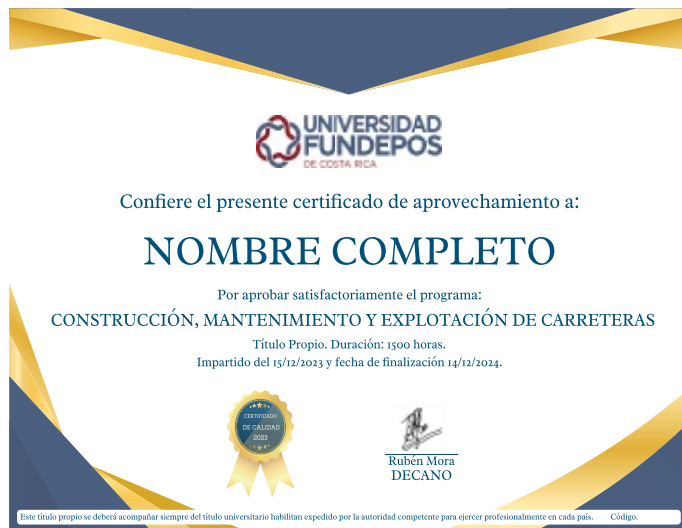 UNIVERSIDAD
FUNDEPOS
DE COSTA RICA
Confiere el presente certificado de aprovechamiento a:
NOMBRE COMPLETO
Por aprobar satisfactoriamente el programa:
CONSTRUCCIÓN, MANTENIMIENTO Y EXPLOTACIÓN DE CARRETERAS
Título Propio. Duración: 1500 horas.
Impartido del 15/12/2023 y fecha de finalización 14/12/2024.
CERTIFICADO
DE CALIDAD
2023
Rubén Mora
DECANO
Este título propio se deberá acompañar siempre del título universitario habilitan expedido por la autoridad competente para ejercer profesionalmente en cada país. Código.